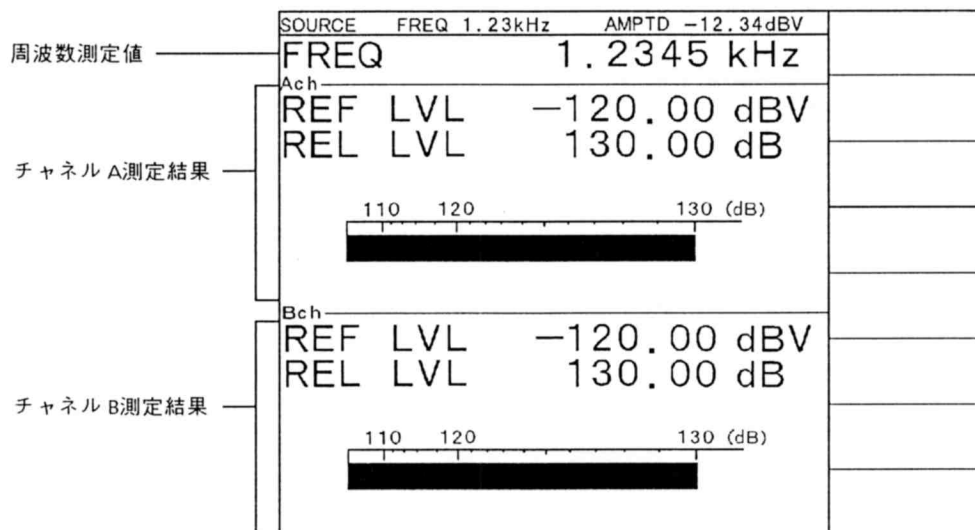 SOURCE FREQ 1.23kHz AMPTD −12.34dBV
周波数測定値
FREQ 1.2345 kHz
Ach
REF LVL −120.00 dBV
REL LVL 130.00 dB
チャネル A測定結果
110 120 130 (dB)
Bch
REF LVL −120.00 dBV
REL LVL 130.00 dB
チャネル B測定結果
110 120 130 (dB)